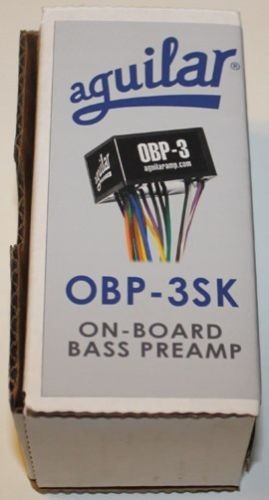 aguilar®
OBP-3
aguilaramp.com
OBP-3SK
ON-BOARD
BASS PREAMP